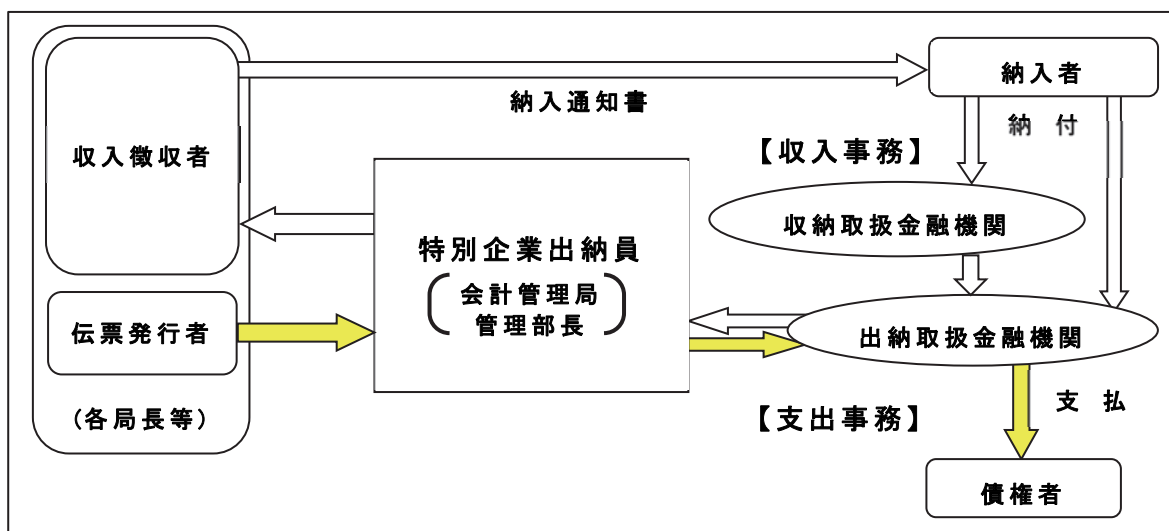 収入徴収者
納入通知書
納入者
納 付
【収入事務】
収納取扱金融機関
特別企業出納員
会計管理局
管理部長
伝票発行者
出納取扱金融機関
(各局長等)
【支出事務】
支 払
債権者